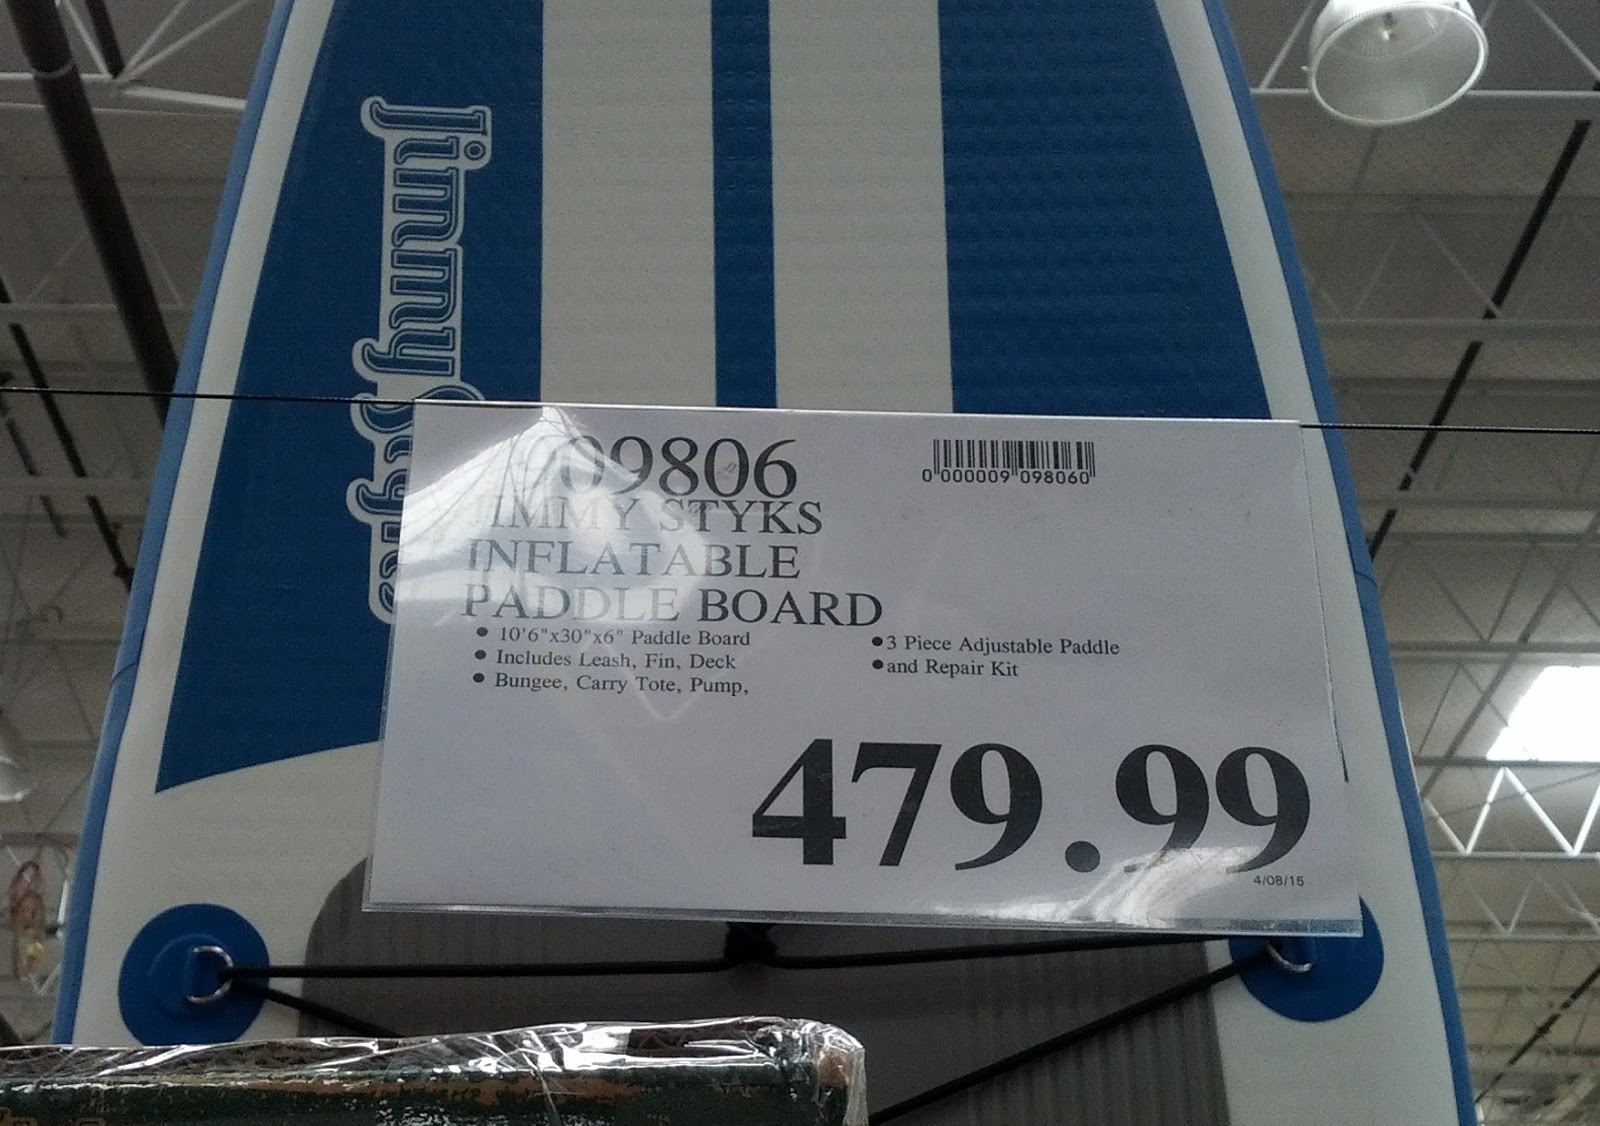 Jimmy Styks
09806
0 000009 098060
JIMMY STYKS
INFLATABLE
PADDLE BOARD
• 10'6"x30"x6" Paddle Board
• Includes Leash, Fin, Deck
• Bungee, Carry Tote, Pump,
• 3 Piece Adjustable Paddle
• and Repair Kit
479.99
4/08/15